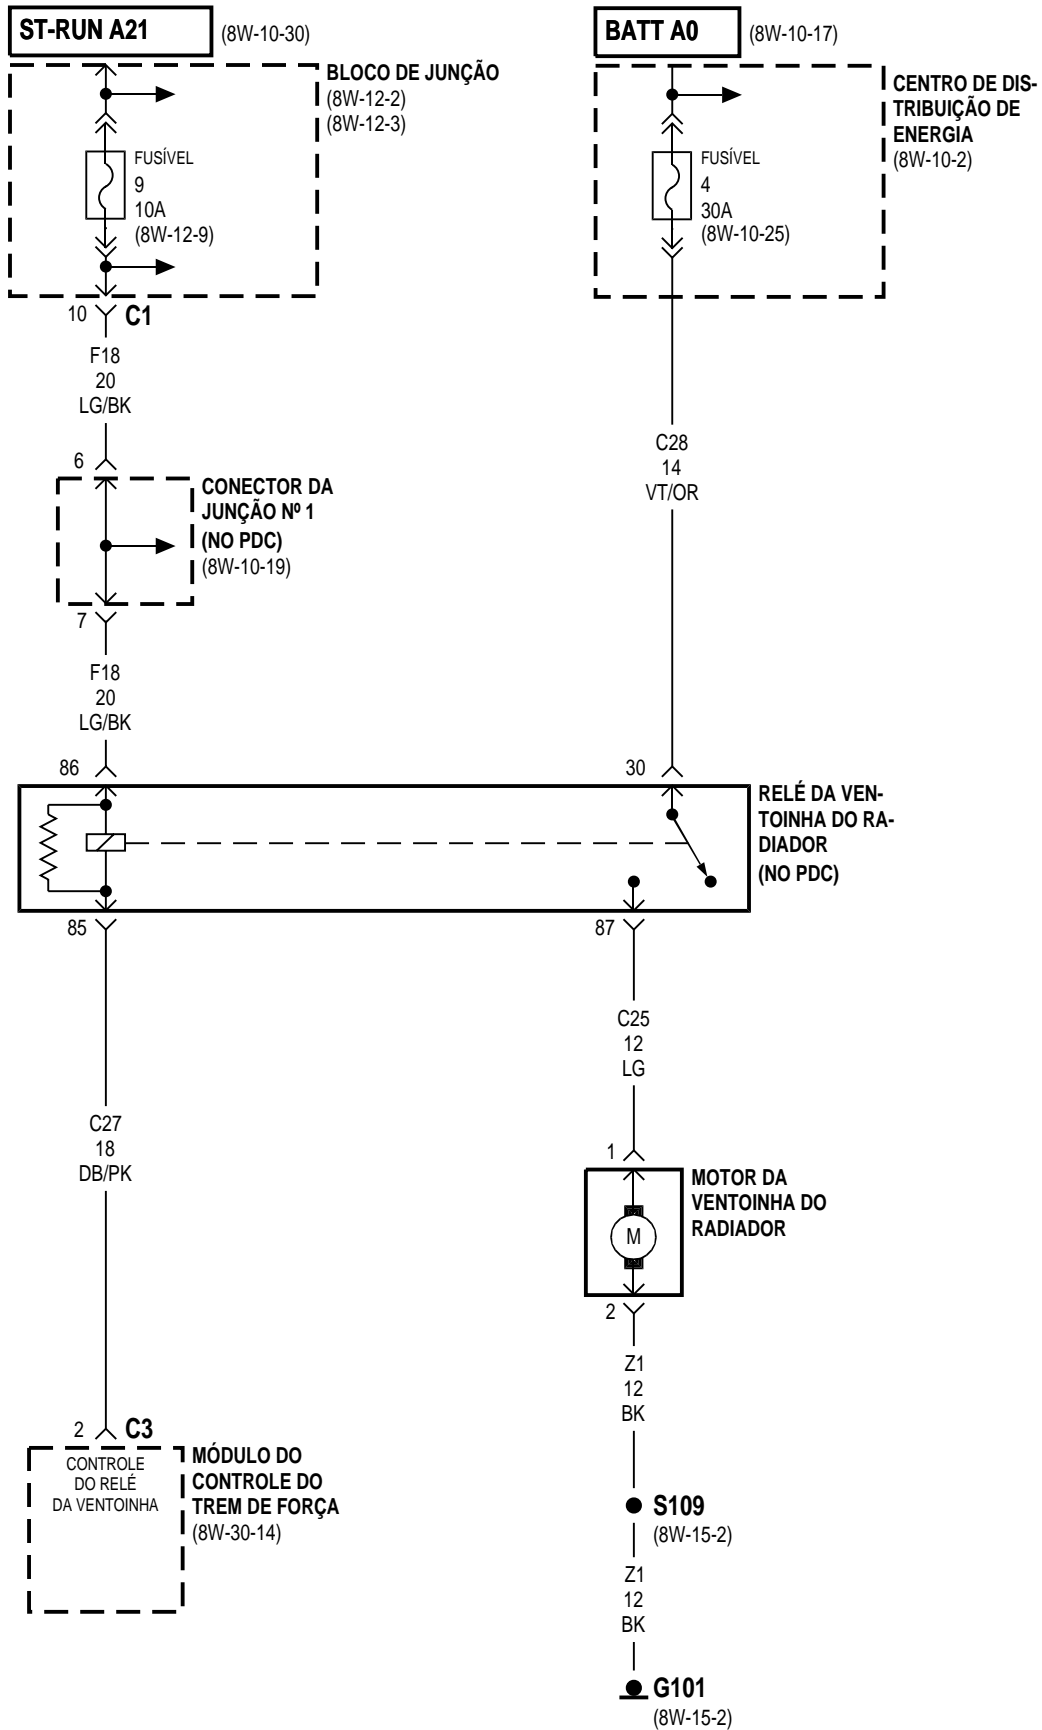 ST-RUN A21
(8W-10-30)
BATT A0
(8W-10-17)
BLOCO DE JUNÇÃO
(8W-12-2)
(8W-12-3)
CENTRO DE DIS-
TRIBUIÇÃO DE
ENERGIA
(8W-10-2)
FUSÍVEL
9
10A
(8W-12-9)
FUSÍVEL
4
30A
(8W-10-25)
10
C1
F18
20
LG/BK
C28
14
VT/OR
6
CONECTOR DA
JUNÇÃO Nº 1
(NO PDC)
(8W-10-19)
7
F18
20
LG/BK
86
30
RELÉ DA VEN-
TOINHA DO RA-
DIADOR
(NO PDC)
85
87
C25
12
LG
C27
18
DB/PK
1
MOTOR DA
VENTOINHA DO
RADIADOR
M
2
Z1
12
BK
2
C3
CONTROLE
DO RELÉ
DA VENTOINHA
MÓDULO DO
CONTROLE DO
TREM DE FORÇA
(8W-30-14)
S109
(8W-15-2)
Z1
12
BK
G101
(8W-15-2)